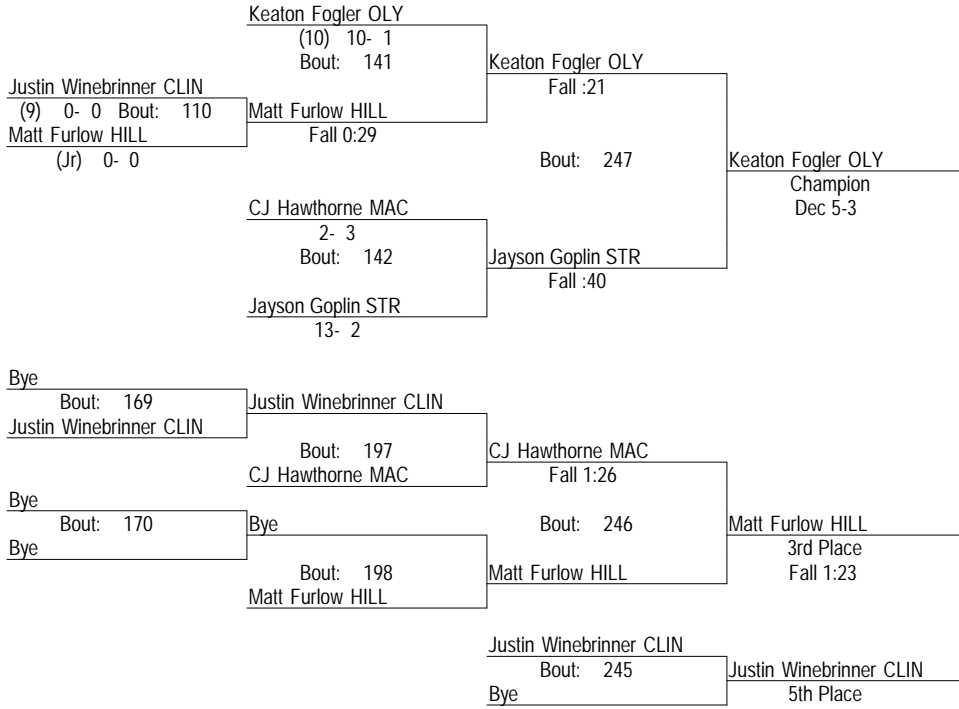 Keaton Fogler OLY
(10) 10- 1
Bout: 141
Keaton Fogler OLY
Fall :21
Justin Winebrinner CLIN
(9) 0- 0 Bout: 110
Matt Furlow HILL
Fall 0:29
Matt Furlow HILL
(Jr) 0- 0
Bout: 247
Keaton Fogler OLY
Champion
Dec 5-3
CJ Hawthorne MAC
2- 3
Bout: 142
Jayson Goplin STR
Fall :40
Jayson Goplin STR
13- 2
Bye
Bout: 169
Justin Winebrinner CLIN
Justin Winebrinner CLIN
Bout: 197
CJ Hawthorne MAC
Fall 1:26
CJ Hawthorne MAC
Bye
Bout: 170
Bye
Bye
Bout: 246
Matt Furlow HILL
3rd Place
Fall 1:23
Bout: 198
Matt Furlow HILL
Matt Furlow HILL
Justin Winebrinner CLIN
Bout: 245
Justin Winebrinner CLIN
5th Place
Bye